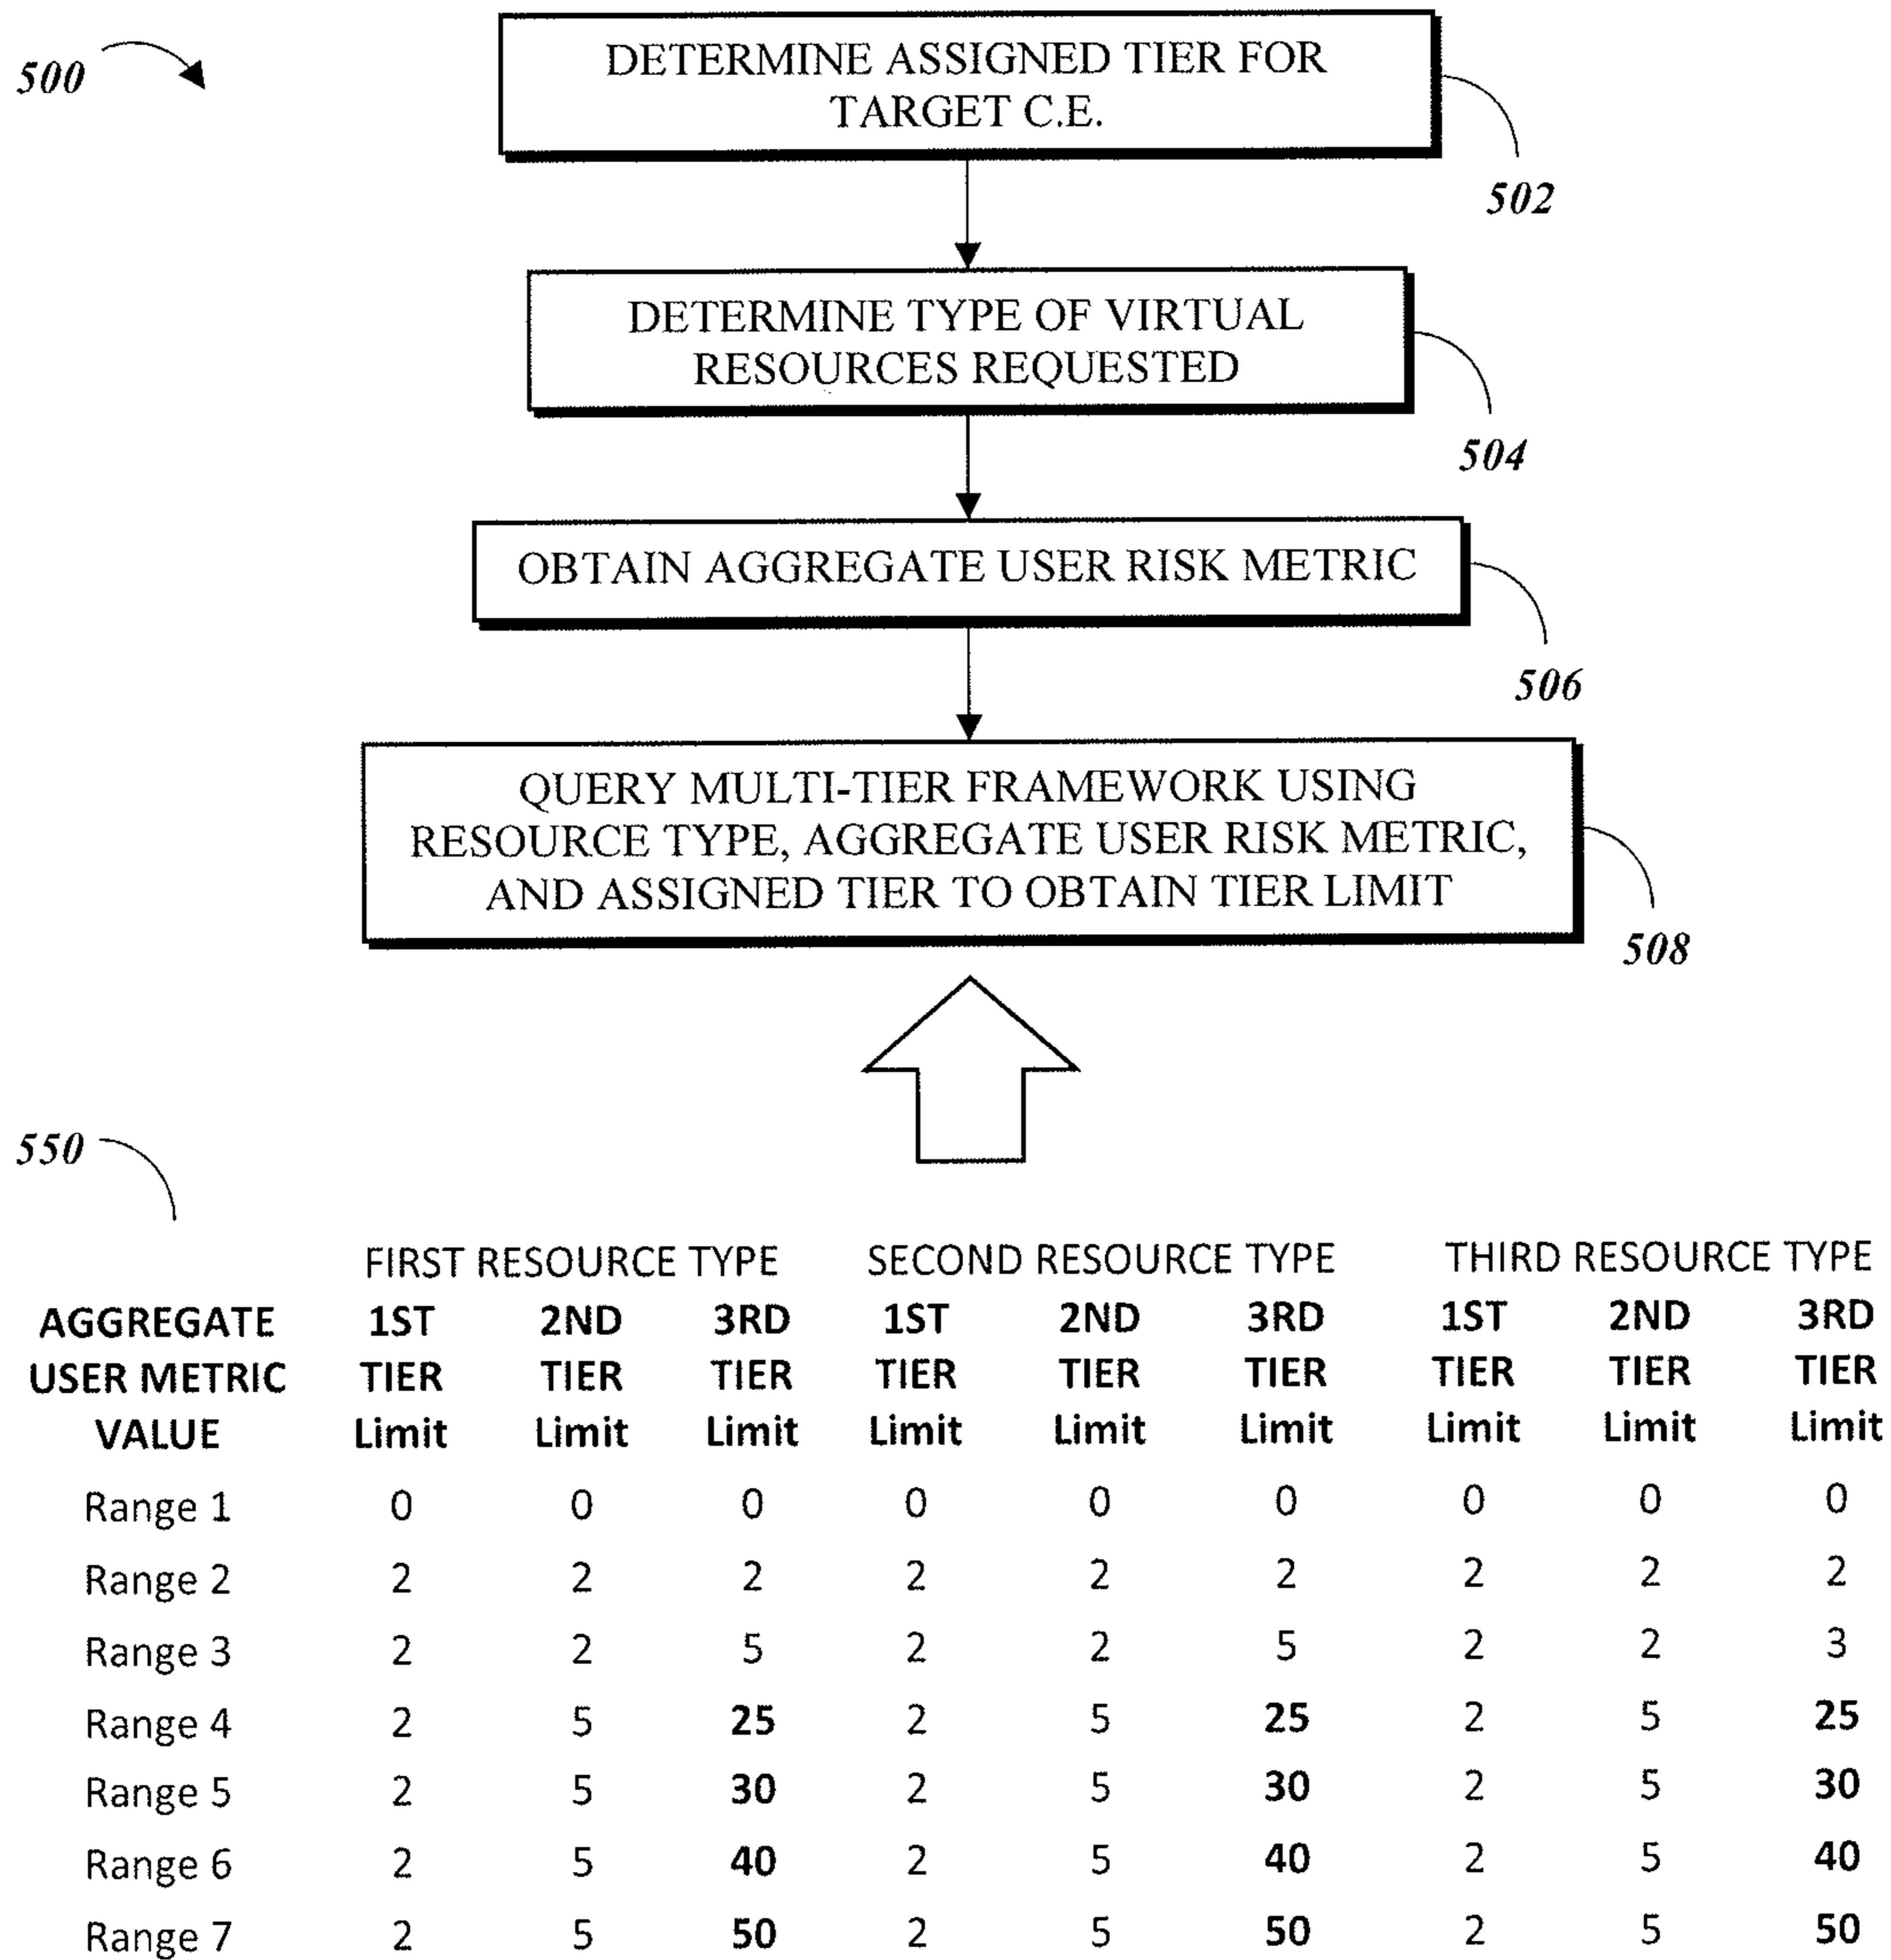 500
DETERMINE ASSIGNED TIER FOR
TARGET C.E.
502
DETERMINE TYPE OF VIRTUAL
RESOURCES REQUESTED
504
OBTAIN AGGREGATE USER RISK METRIC
506
QUERY MULTI-TIER FRAMEWORK USING
RESOURCE TYPE, AGGREGATE USER RISK METRIC,
AND ASSIGNED TIER TO OBTAIN TIER LIMIT
508
550
FIRST RESOURCE TYPE SECOND RESOURCE TYPE THIRD RESOURCE TYPE
AGGREGATE 1ST 2ND 3RD 1ST 2ND 3RD 1ST 2ND 3RD
USER METRIC TIER TIER TIER TIER TIER TIER TIER TIER TIER
VALUE Limit Limit Limit Limit Limit Limit Limit Limit Limit
Range 1 0 0 0 0 0 0 0 0 0
Range 2 2 2 2 2 2 2 2 2 2
Range 3 2 2 5 2 2 5 2 2 3
Range 4 2 5 25 2 5 25 2 5 25
Range 5 2 5 30 2 5 30 2 5 30
Range 6 2 5 40 2 5 40 2 5 40
Range 7 2 5 50 2 5 50 2 5 50